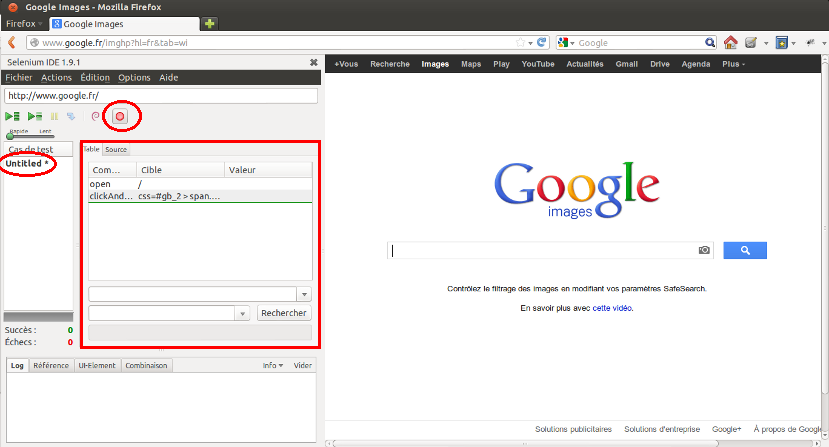 Google Images - Mozilla Firefox
Firefox
Google Images
www.google.fr/imghp?hl=fr&tab=wi
Google
Selenium IDE 1.9.1
Fichier Actions Édition Options Aide
http://www.google.fr/
Rapide Lent
Cas de test
Untitled *
Table Source
Com... Cible Valeur
open /
clickAnd... css=#gb_2 > span....
Rechercher
Succès : 0
Échecs : 0
Log Référence UI-Element Combinaison Info Vider
+Vous Recherche Images Maps Play YouTube Actualités Gmail Drive Agenda Plus
Google
images
Contrôlez le filtrage des images en modifiant vos paramètres SafeSearch.
En savoir plus avec cette vidéo.
Solutions publicitaires Solutions d'entreprise Google+ À propos de Google